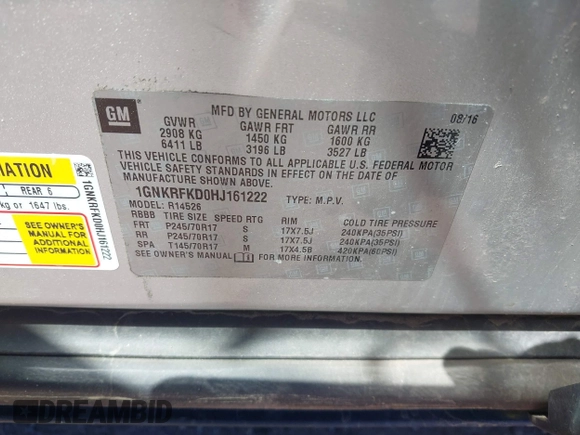 GM
MFD BY GENERAL MOTORS LLC
08/16
GVWR GAWR FRT GAWR RR
2908 KG 1450 KG 1600 KG
6411 LB 3196 LB 3527 LB
THIS VEHICLE CONFORMS TO ALL APPLICABLE U.S. FEDERAL MOTOR
VEHICLE SAFETY STANDARDS IN EFFECT ON THE DATE OF
MANUFACTURE SHOWN ABOVE.
1GNKRFKD0HJ161222 TYPE: M.P.V.
MODEL: R14526
RBBB TIRE SIZE SPEED RTG RIM COLD TIRE PRESSURE
FRT P245/70R17 S 17X7.5J 240KPA(35PSI)
RR P245/70R17 S 17X7.5J 240KPA(35PSI)
SPA T145/70R17 M 17X4.5B 420KPA(60PSI)
SEE OWNER'S MANUAL FOR ADDITIONAL INFORMATION.
REAR 6
kg or 1647 lbs.
SEE OWNER'S
MANUAL FOR
ADDITIONAL
INFORMATION
1GNKRFKD0HJ161222
DREAMBID